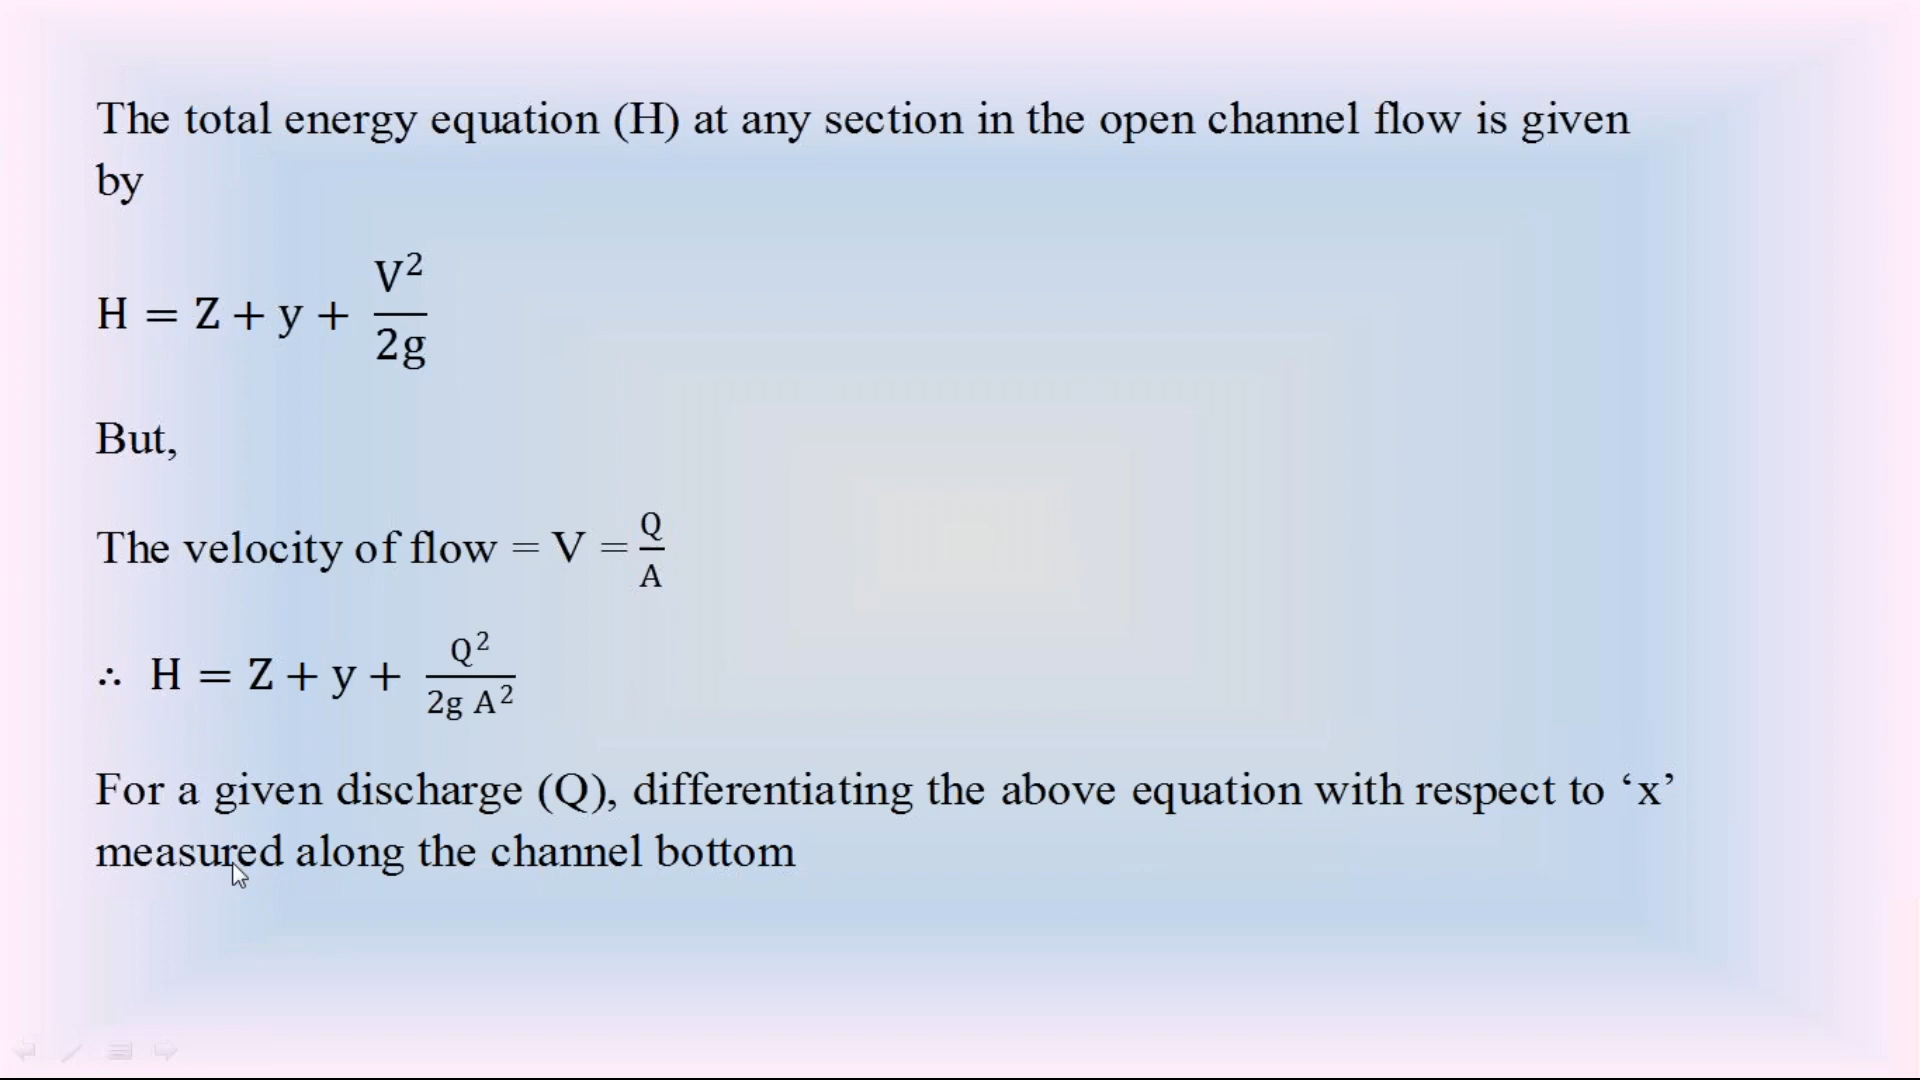 The total energy equation (H) at any section in the open channel flow is given
by
H = Z + y + V²/2g
But,
The velocity of flow = V = Q/A
∴ H = Z + y + Q²/2g A²
For a given discharge (Q), differentiating the above equation with respect to ‘x’
measured along the channel bottom